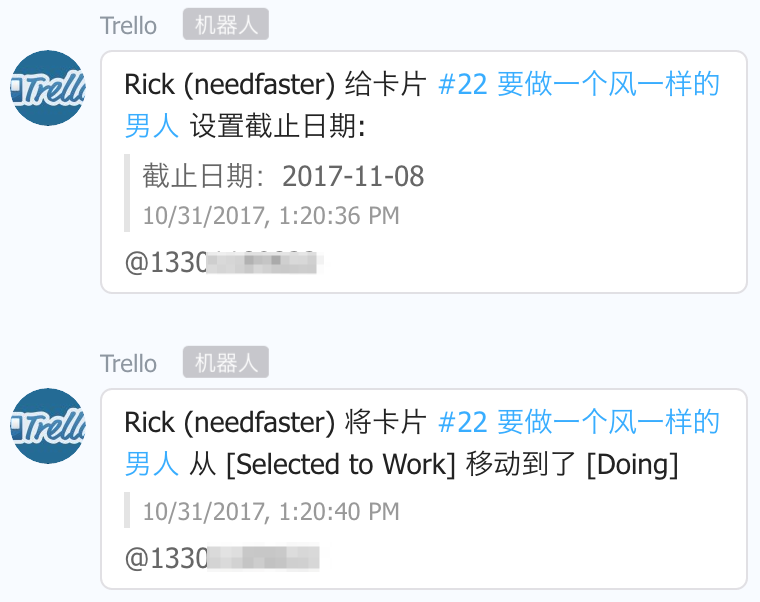 Trello 机器人
Trello
Rick (needfaster) 给卡片 #22 要做一个风一样的
男人 设置截止日期:
截止日期：2017-11-08
10/31/2017, 1:20:36 PM
@1330
Trello 机器人
Trello
Rick (needfaster) 将卡片 #22 要做一个风一样的
男人 从 [Selected to Work] 移动到了 [Doing]
10/31/2017, 1:20:40 PM
@1330